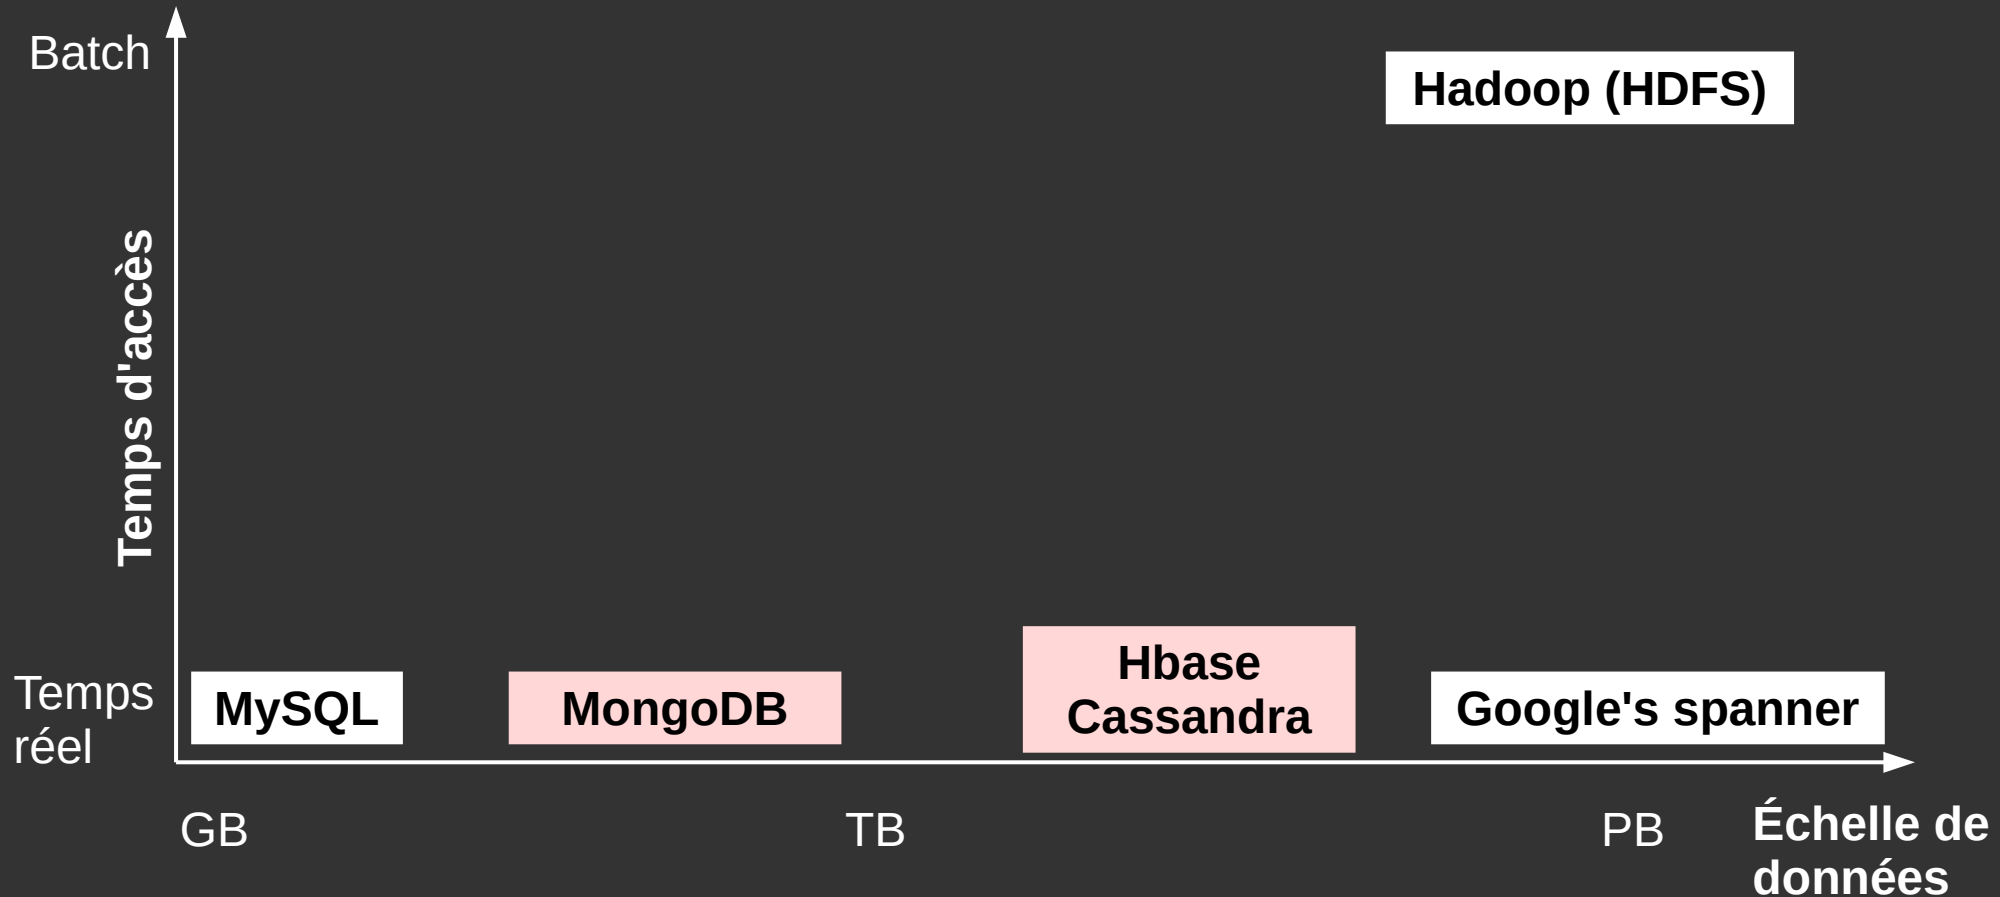 Batch
Hadoop (HDFS)
Temps d'accès
Hbase
Cassandra
Temps
réel
MySQL
MongoDB
Google's spanner
GB
TB
PB
Échelle de
données